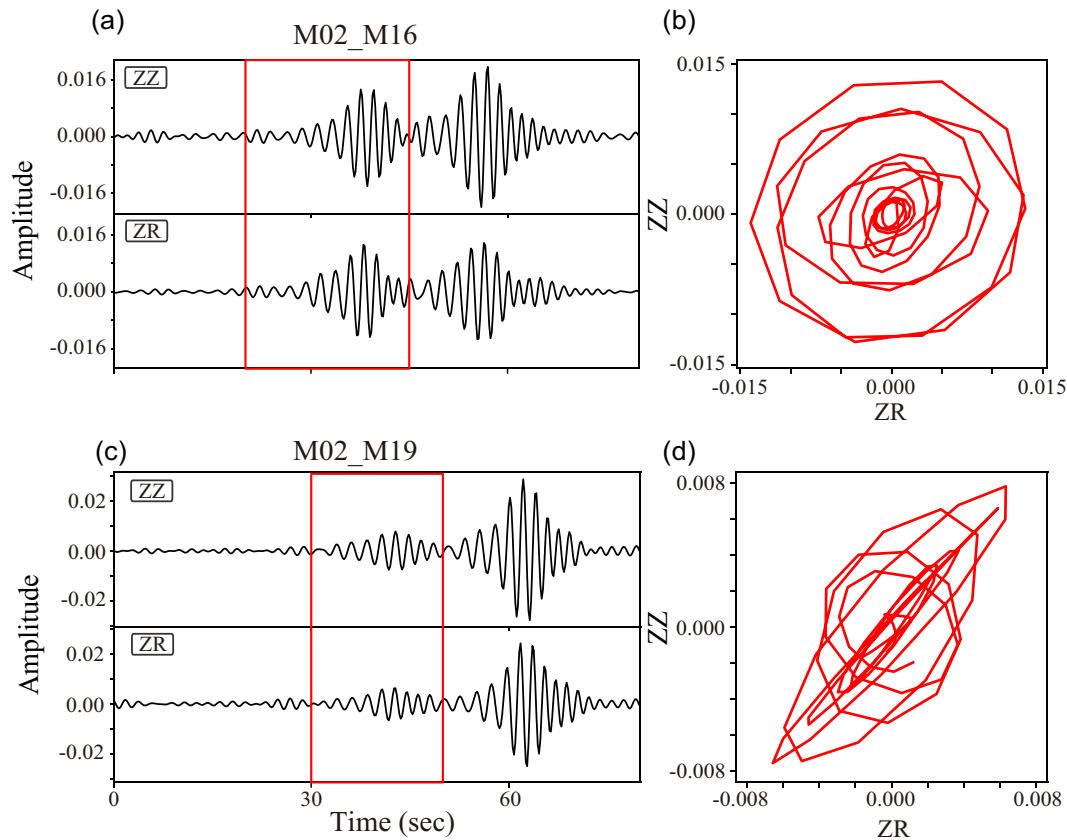 (a)
M02_M16
ZZ
0.016
0.000
-0.016
ZR
0.016
0.000
-0.016
Amplitude
(b)
0.015
0.000
-0.015
ZZ
-0.015 0.000 0.015
ZR
(c)
M02_M19
ZZ
0.02
0.00
-0.02
ZR
0.02
0.00
-0.02
Amplitude
0 30 60
Time (sec)
(d)
0.008
0.000
-0.008
ZZ
-0.008 0.000 0.008
ZR